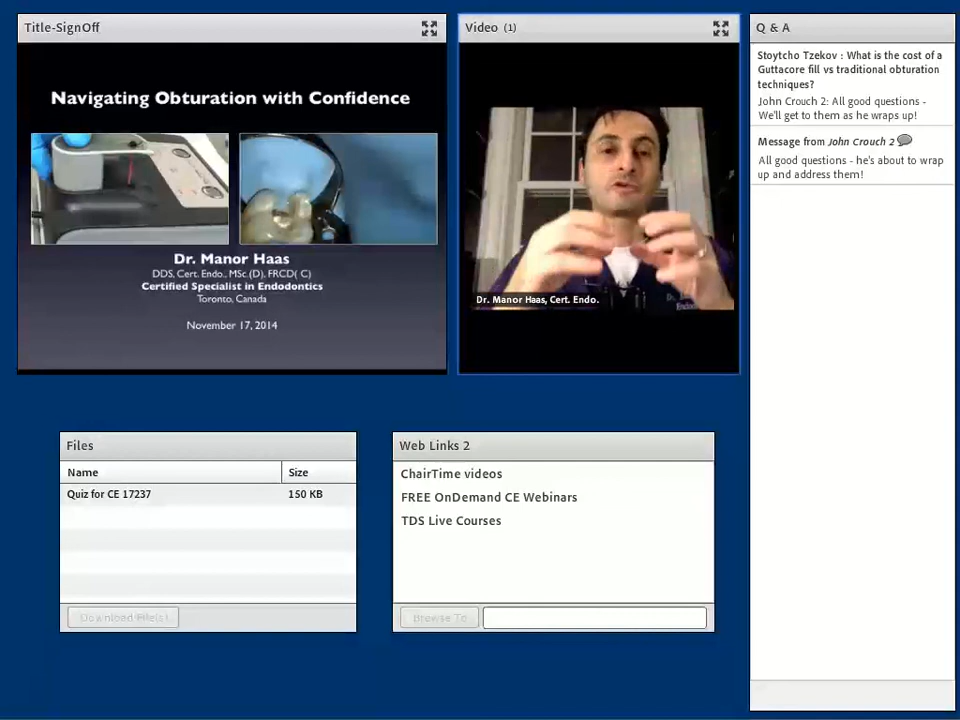 Title-SignOff
Navigating Obturation with Confidence
Dr. Manor Haas
DDS, Cert. Endo., MSc.(D), FRCD( C)
Certified Specialist in Endodontics
Toronto, Canada
November 17, 2014
Video (1)
Dr. Manor Haas, Cert. Endo.
Q & A
Stoytcho Tzekov : What is the cost of a
Guttacore fill vs traditional obturation
techniques?
John Crouch 2: All good questions -
We'll get to them as he wraps up!
Message from John Crouch 2
All good questions - he's about to wrap
up and address them!
Files
Name Size
Quiz for CE 17237 150 KB
Download File(s)
Web Links 2
ChairTime videos
FREE OnDemand CE Webinars
TDS Live Courses
Browse To